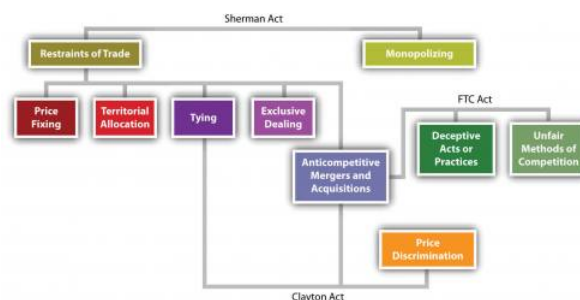 Sherman Act
Restraints of Trade
Monopolizing
FTC Act
Price
Fixing
Territorial
Allocation
Tying
Exclusive
Dealing
Deceptive
Acts or
Practices
Unfair
Methods of
Competition
Anticompetitive
Mergers and
Acquisitions
Price
Discrimination
Clayton Act